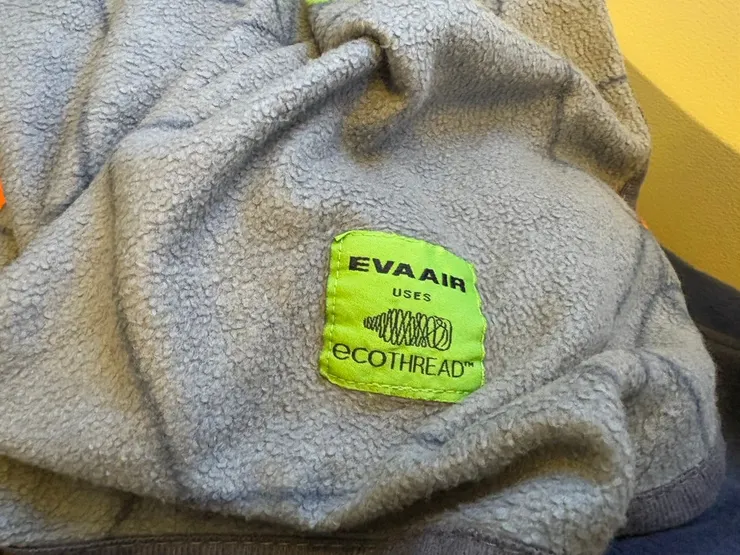 EVA AIR
USES
ecoTHREAD™